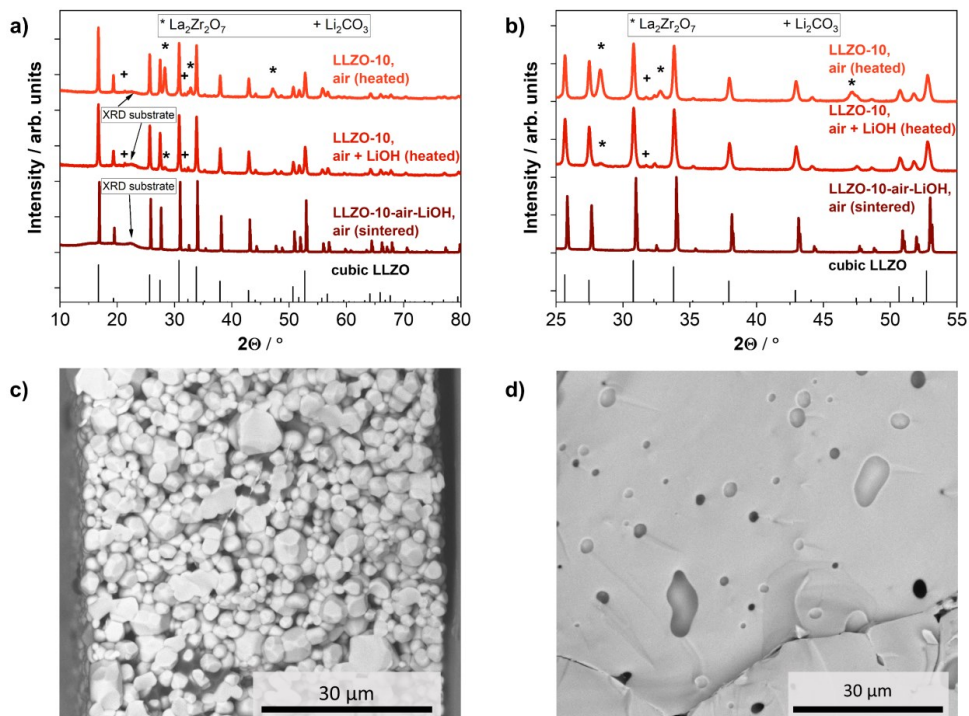 a)
* La2Zr2O7 + Li2CO3
LLZO-10,
air (heated)
XRD substrate
LLZO-10,
air + LiOH (heated)
XRD substrate
LLZO-10-air-LiOH,
air (sintered)
cubic LLZO
Intensity / arb. units
10 20 30 40 50 60 70 80
2Θ / °
b)
* La2Zr2O7 + Li2CO3
LLZO-10,
air (heated)
LLZO-10,
air + LiOH (heated)
LLZO-10-air-LiOH,
air (sintered)
cubic LLZO
Intensity / arb. units
25 30 35 40 45 50 55
2Θ / °
c)
30 µm
d)
30 µm